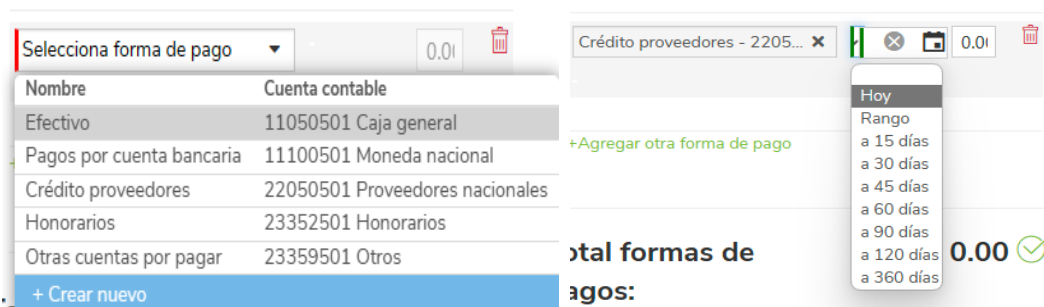 Selecciona forma de pago
0.0
Nombre Cuenta contable
Efectivo 11050501 Caja general
Pagos por cuenta bancaria 11100501 Moneda nacional
Crédito proveedores 22050501 Proveedores nacionales
Honorarios 23352501 Honorarios
Otras cuentas por pagar 23359501 Otros
+ Crear nuevo
Crédito proveedores - 2205... ×
0.0
Hoy
Rango
a 15 días
a 30 días
a 45 días
a 60 días
a 90 días
a 120 días
a 360 días
+Agregar otra forma de pago
otal formas de
agos:
0.00